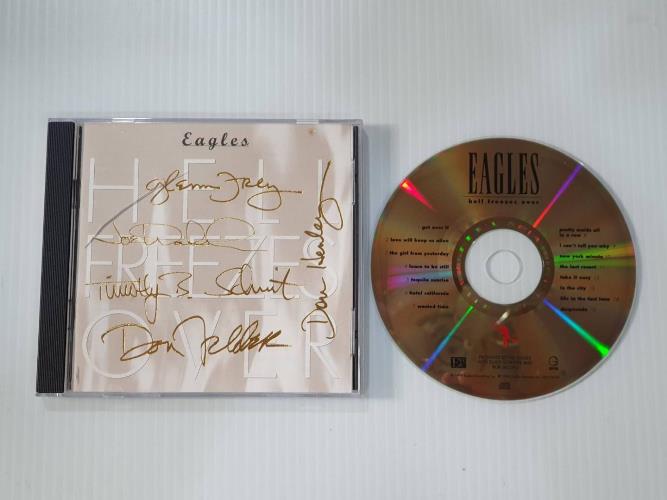 Eagles
HELL
FREEZES
OVER
Glenn Frey
Joe Walsh
Timothy B. Schmit
Don Felder
Don Henley
EAGLES
hell freezes over
get over it
love will keep us alive
the girl from yesterday
learn to be still
tequila sunrise
hotel california
wasted time
pretty maids all
in a row
I can't tell you why
new york minute
the last resort
take it easy
in the city
life in the fast lane
desperado